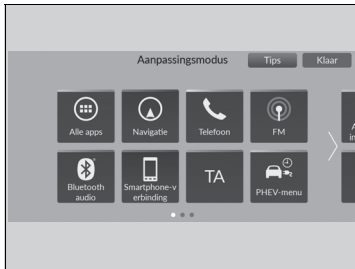 Aanpassingsmodus
Tips
Klaar
Alle apps
Navigatie
Telefoon
FM
Bluetooth
audio
Smartphone-v
erbinding
TA
PHEV-menu